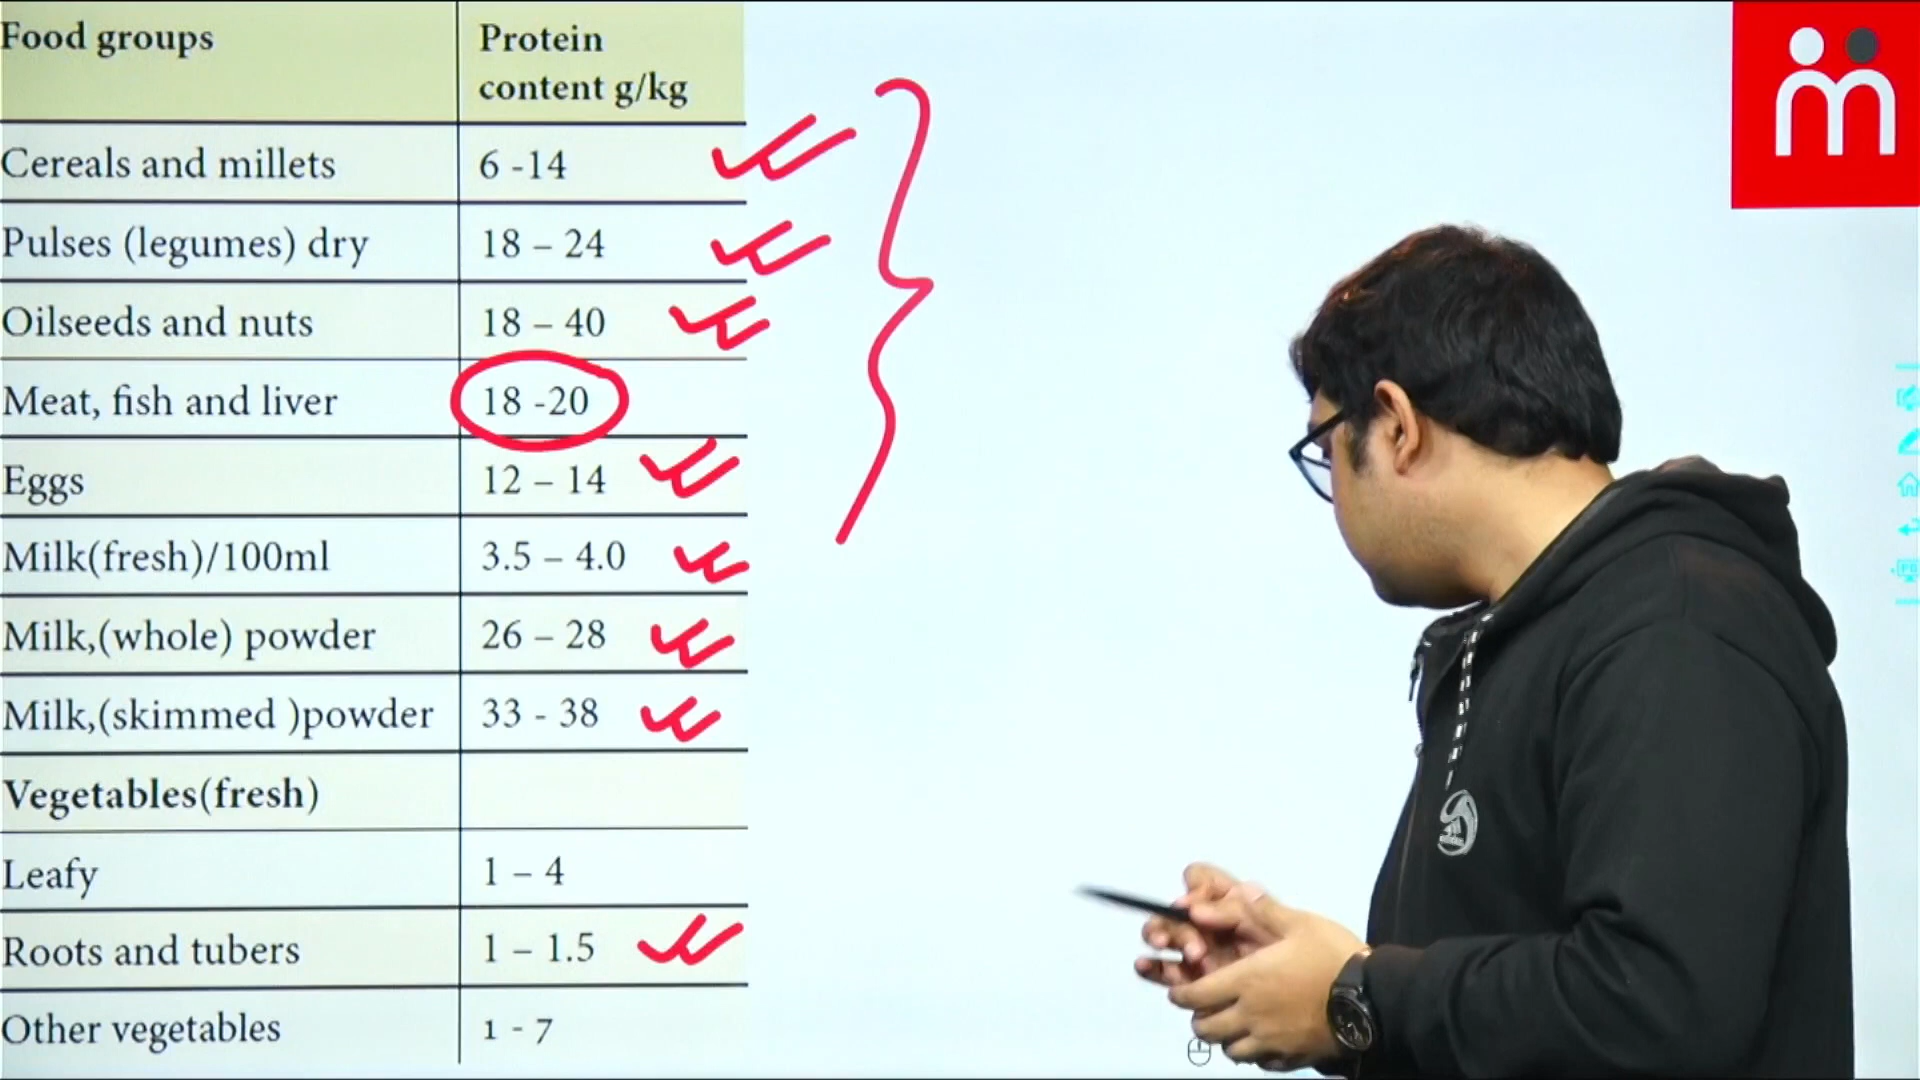 Food groups
Protein
content g/kg
Cereals and millets
6 -14
Pulses (legumes) dry
18 – 24
Oilseeds and nuts
18 – 40
Meat, fish and liver
18 -20
Eggs
12 – 14
Milk(fresh)/100ml
3.5 – 4.0
Milk,(whole) powder
26 – 28
Milk,(skimmed )powder
33 - 38
Vegetables(fresh)
Leafy
1 – 4
Roots and tubers
1 – 1.5
Other vegetables
1 - 7